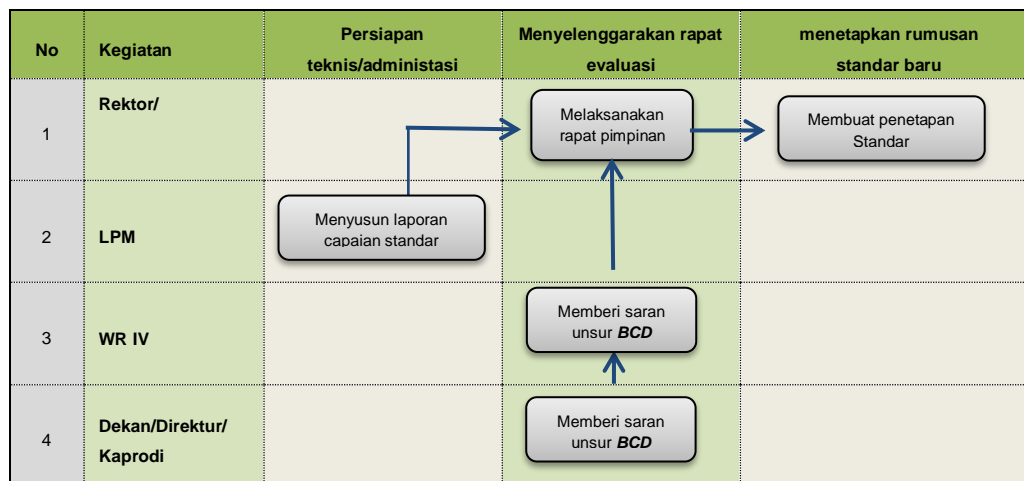 No
Kegiatan
Persiapan
teknis/administasi
Menyelenggarakan rapat
evaluasi
menetapkan rumusan
standar baru
1
Rektor/
Melaksanakan
rapat pimpinan
Membuat penetapan
Standar
2
LPM
Menyusun laporan
capaian standar
3
WR IV
Memberi saran
unsur BCD
4
Dekan/Direktur/
Kaprodi
Memberi saran
unsur BCD